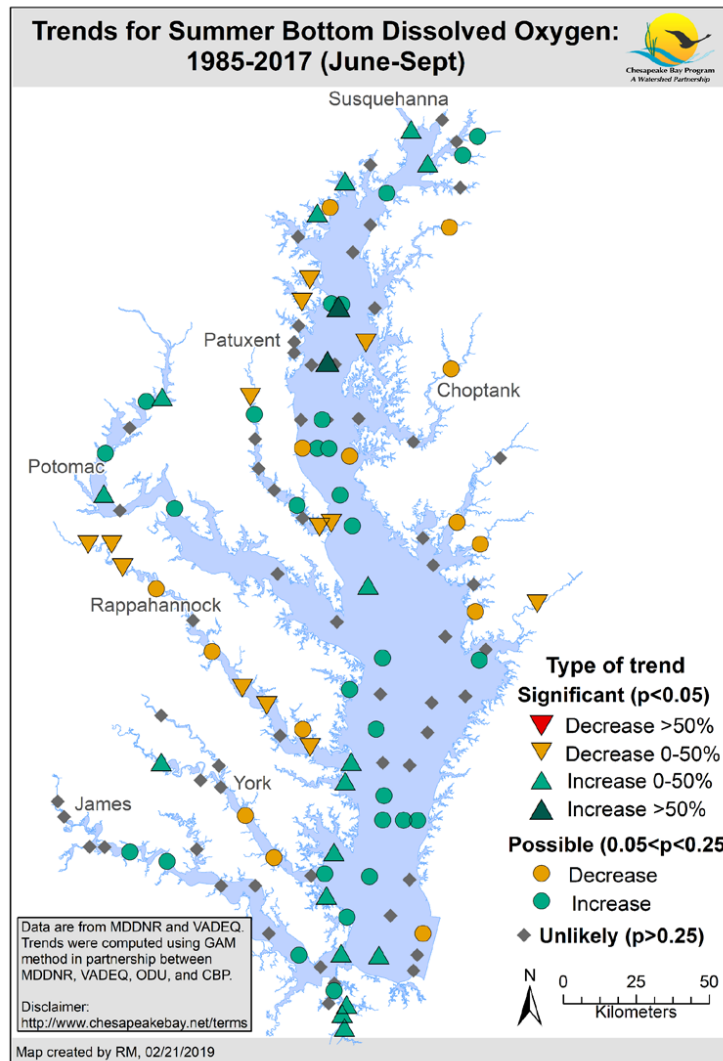 Trends for Summer Bottom Dissolved Oxygen:
1985-2017 (June-Sept)
Chesapeake Bay Program
A Watershed Partnership
Susquehanna
Patuxent
Choptank
Potomac
Rappahannock
York
James
Type of trend
Significant (p<0.05)
Decrease >50%
Decrease 0-50%
Increase 0-50%
Increase >50%
Possible (0.05<p<0.25
Decrease
Increase
Unlikely (p>0.25)
N
0 10 20 30 40 50
Kilometers
Data are from MDDNR and VADEQ.
Trends were computed using GAM
method in partnership between
MDDNR, VADEQ, ODU, and CBP.
Disclaimer:
http://www.chesapeakebay.net/terms
Map created by RM, 02/21/2019